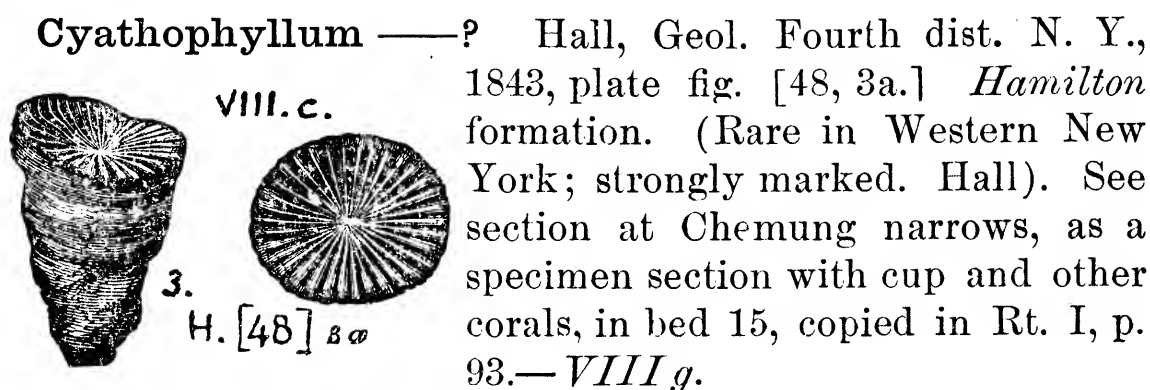 Cyathophyllum ——? Hall, Geol. Fourth dist. N. Y.,
1843, plate fig. [48, 3a.] Hamilton
formation. (Rare in Western New
York; strongly marked. Hall). See
section at Chemung narrows, as a
specimen section with cup and other
corals, in bed 15, copied in Rt. I, p.
93.—VIII g.
VIII. c.
3.
H. [48]